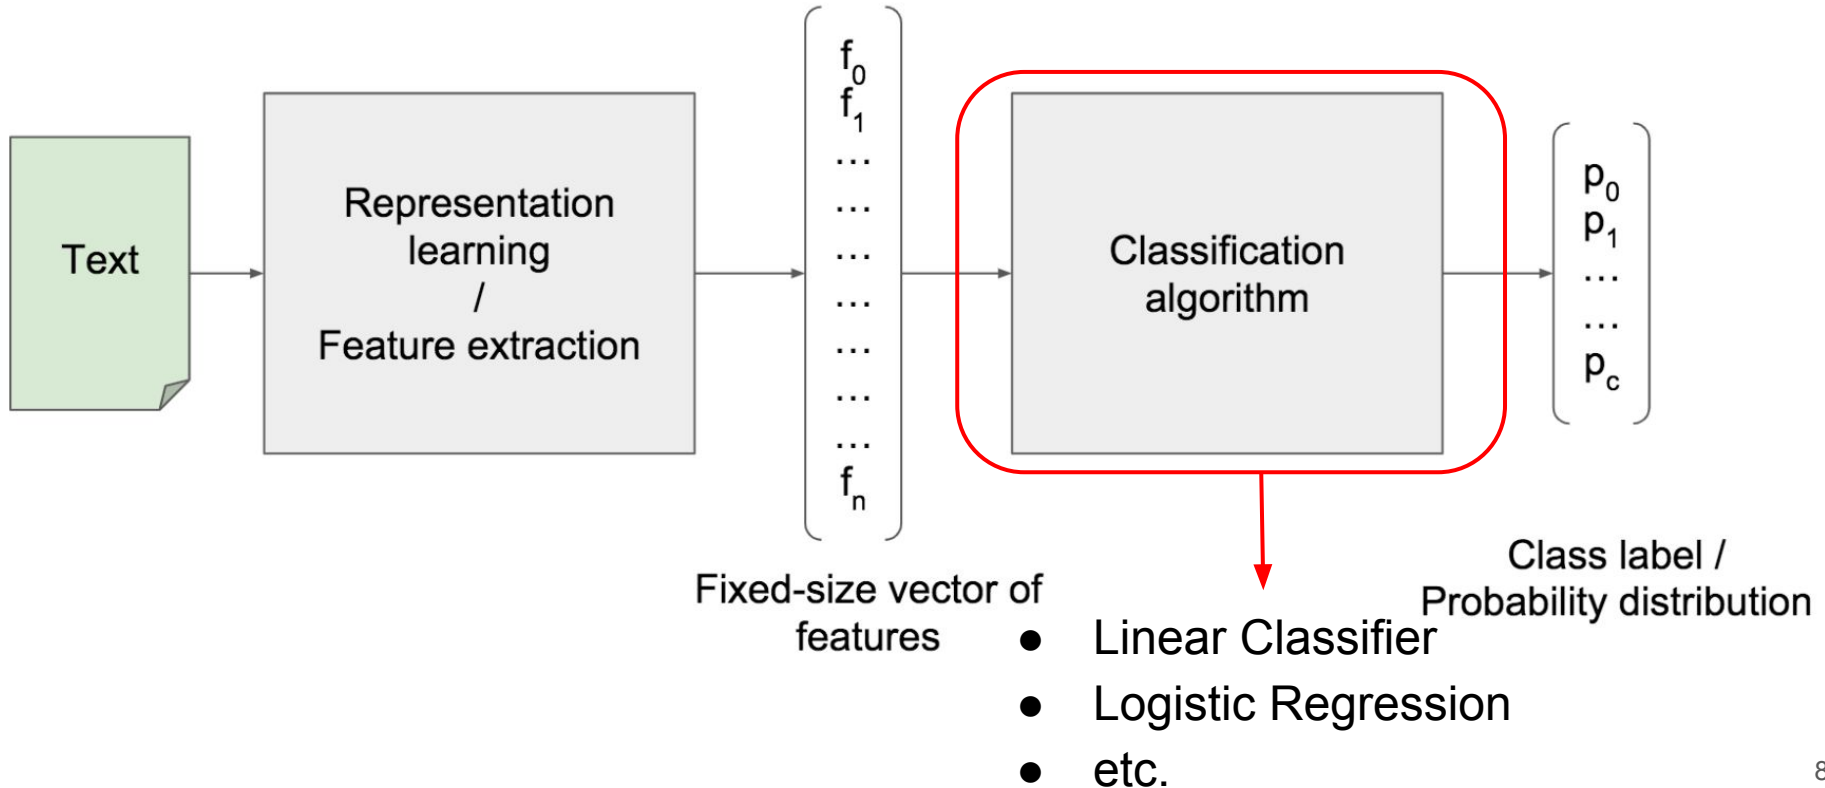 Text
Representation
learning
/
Feature extraction
f0
f1
...
...
...
...
...
...
...
fn
Fixed-size vector of
features
Classification
algorithm
p0
p1
...
...
pc
Class label /
Probability distribution
● Linear Classifier
● Logistic Regression
● etc.
8